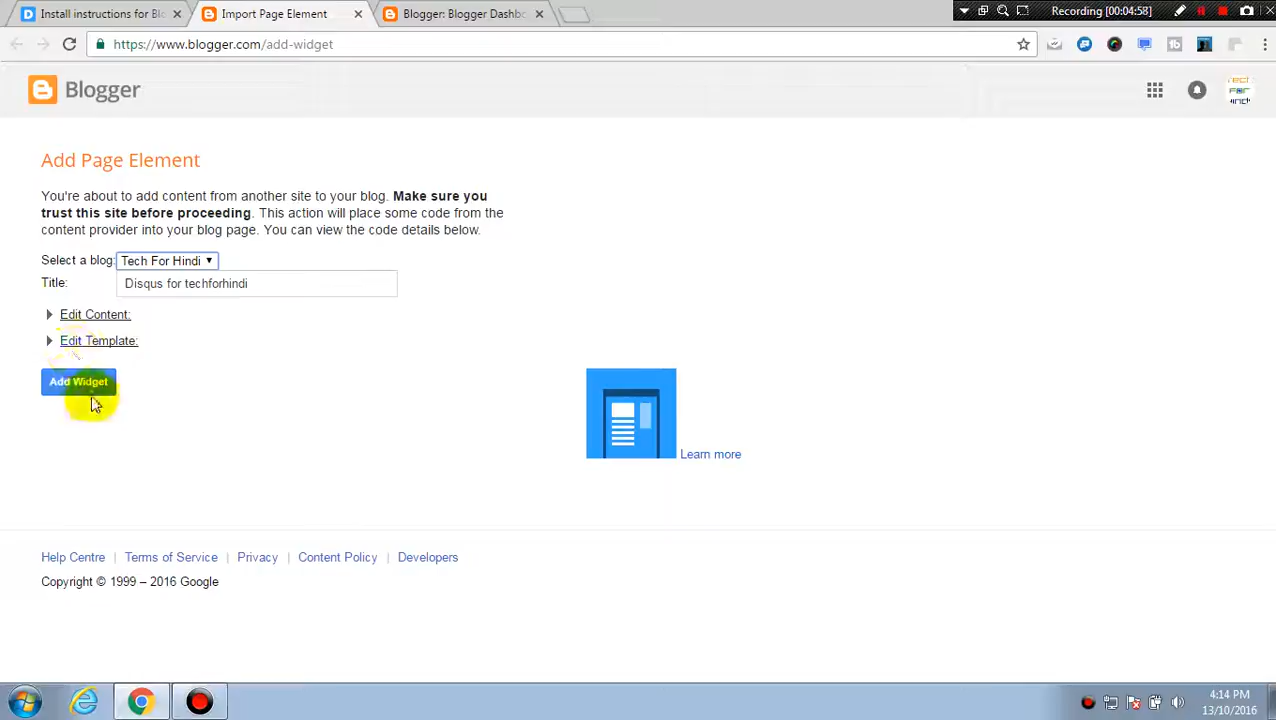 Install instructions for Blo
Import Page Element
Blogger: Blogger Dashbo
Recording [00:04:58]
https://www.blogger.com/add-widget
Blogger
Add Page Element
You're about to add content from another site to your blog. Make sure you
trust this site before proceeding. This action will place some code from the
content provider into your blog page. You can view the code details below.
Select a blog: Tech For Hindi
Title: Disqus for techforhindi
Edit Content:
Edit Template:
Add Widget
Learn more
Help Centre | Terms of Service | Privacy | Content Policy | Developers
Copyright © 1999 – 2016 Google
4:14 PM
13/10/2016